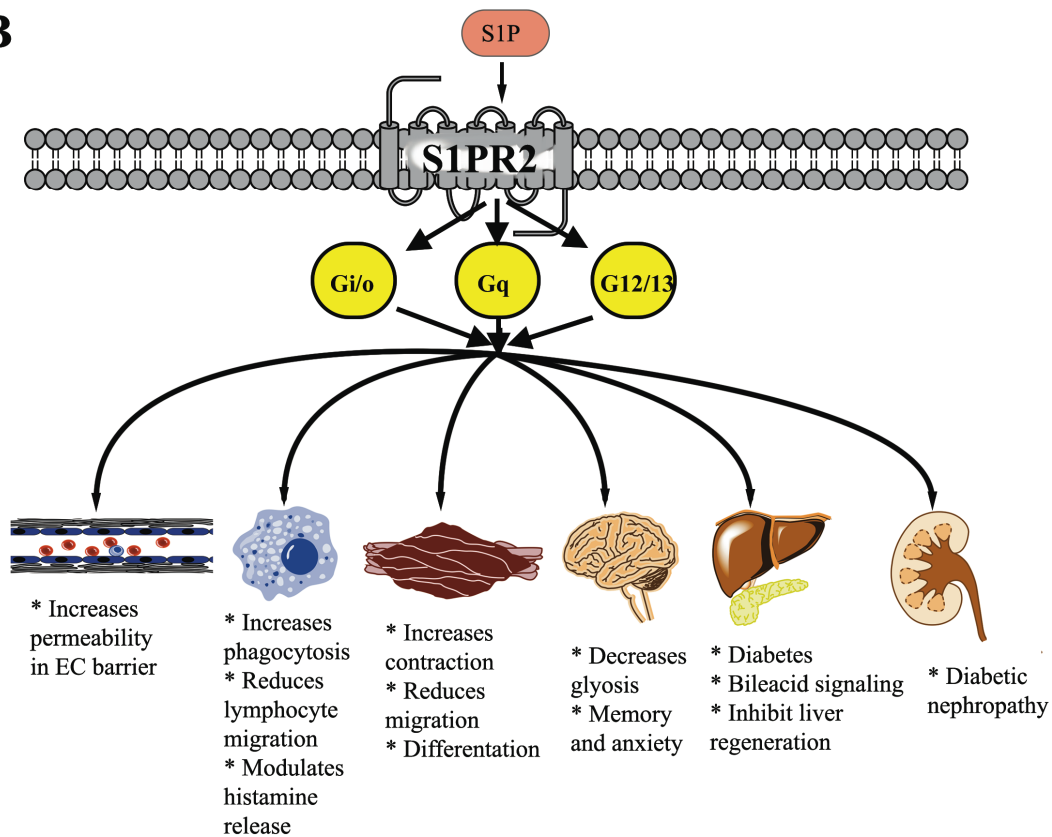 B
S1P
S1PR2
Gi/o
Gq
G12/13
* Increases
permeability
in EC barrier
* Increases
phagocytosis
* Reduces
lymphocyte
migration
* Modulates
histamine
release
* Increases
contraction
* Reduces
migration
* Differentation
* Decreases
glyosis
* Memory
and anxiety
* Diabetes
* Bileacid signaling
* Inhibit liver
regeneration
* Diabetic
nephropathy